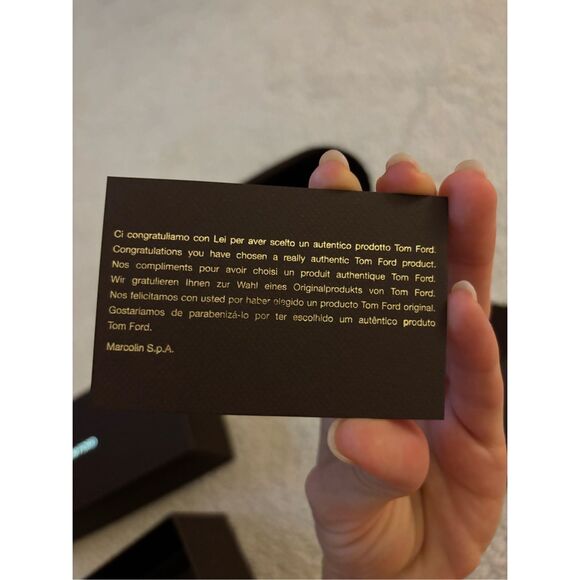 Ci congratuliamo con Lei per aver scelto un autentico prodotto Tom Ford.
Congratulations you have chosen a really authentic Tom Ford product.
Nos compliments pour avoir choisi un produit authentique Tom Ford.
Wir gratulieren Ihnen zur Wahl eines Originalprodukts von Tom Ford.
Nos felicitamos con usted por haber elegido un producto Tom Ford original.
Gostaríamos de parabenizá-lo por ter escolhido um autêntico produto
Tom Ford.
Marcolin S.p.A.